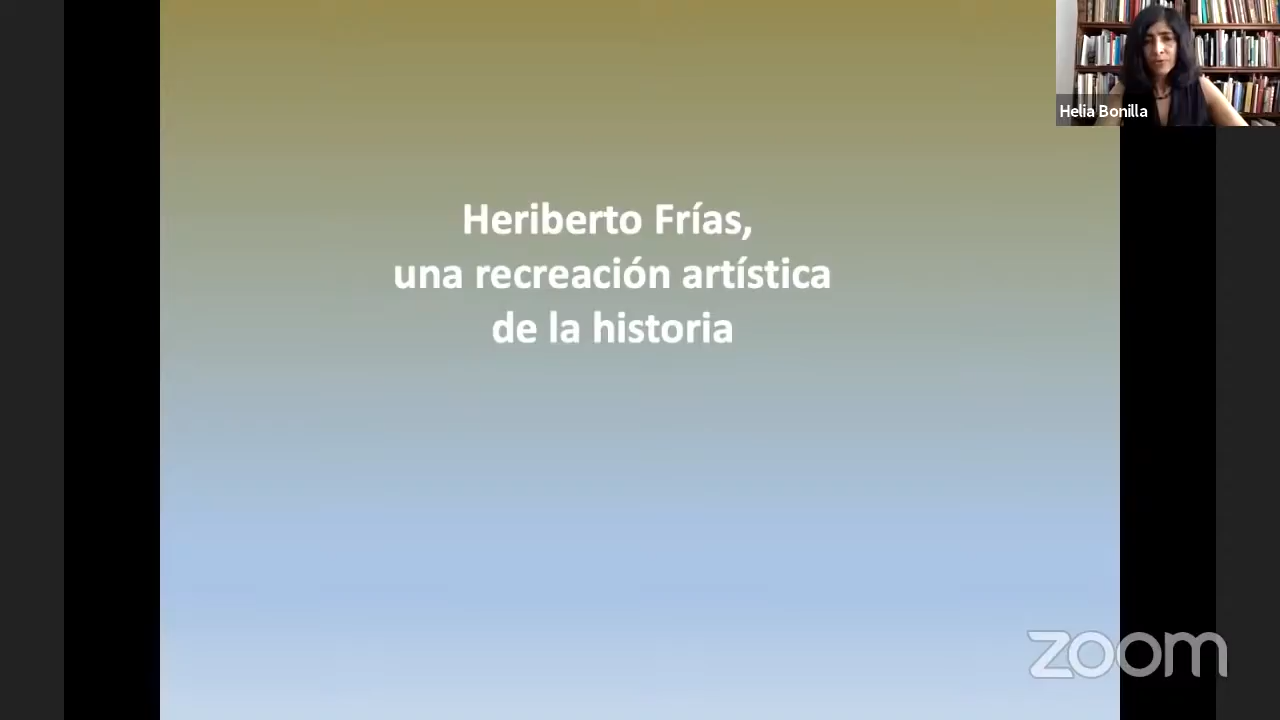 Helia Bonilla
Heriberto Frías,
una recreación artística
de la historia
zoom